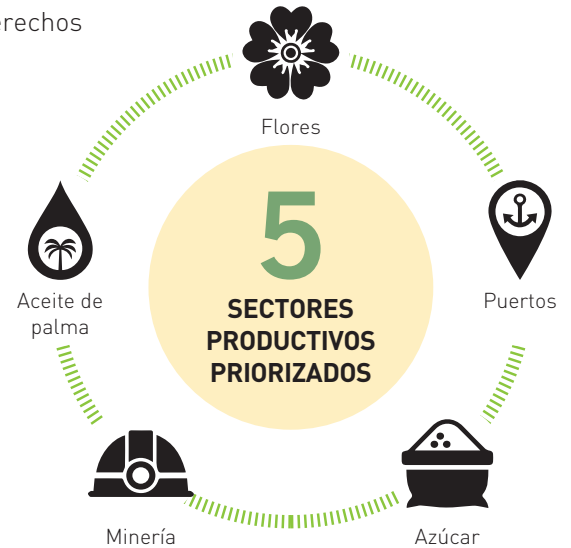 erechos
Flores
5
SECTORES
PRODUCTIVOS
PRIORIZADOS
Aceite de
palma
Puertos
Minería
Azúcar